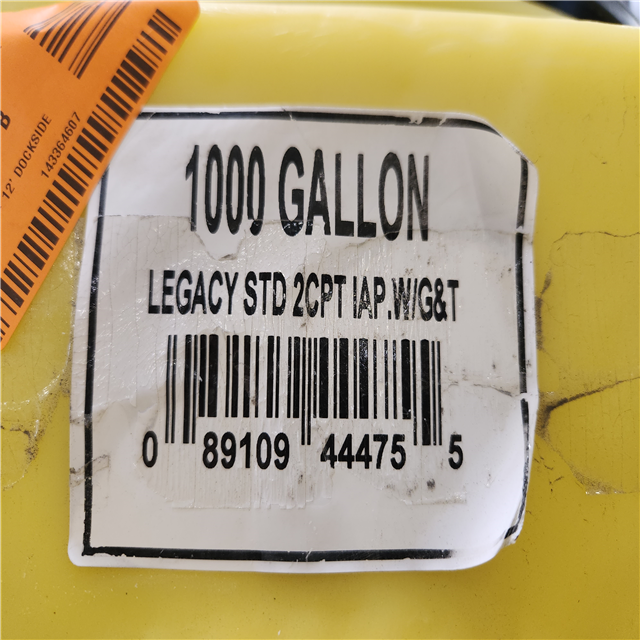 B
12' DOCKSIDE
143364607
1000 GALLON
LEGACY STD 2CPT IAP.W/G&T
0 89109 44475 5